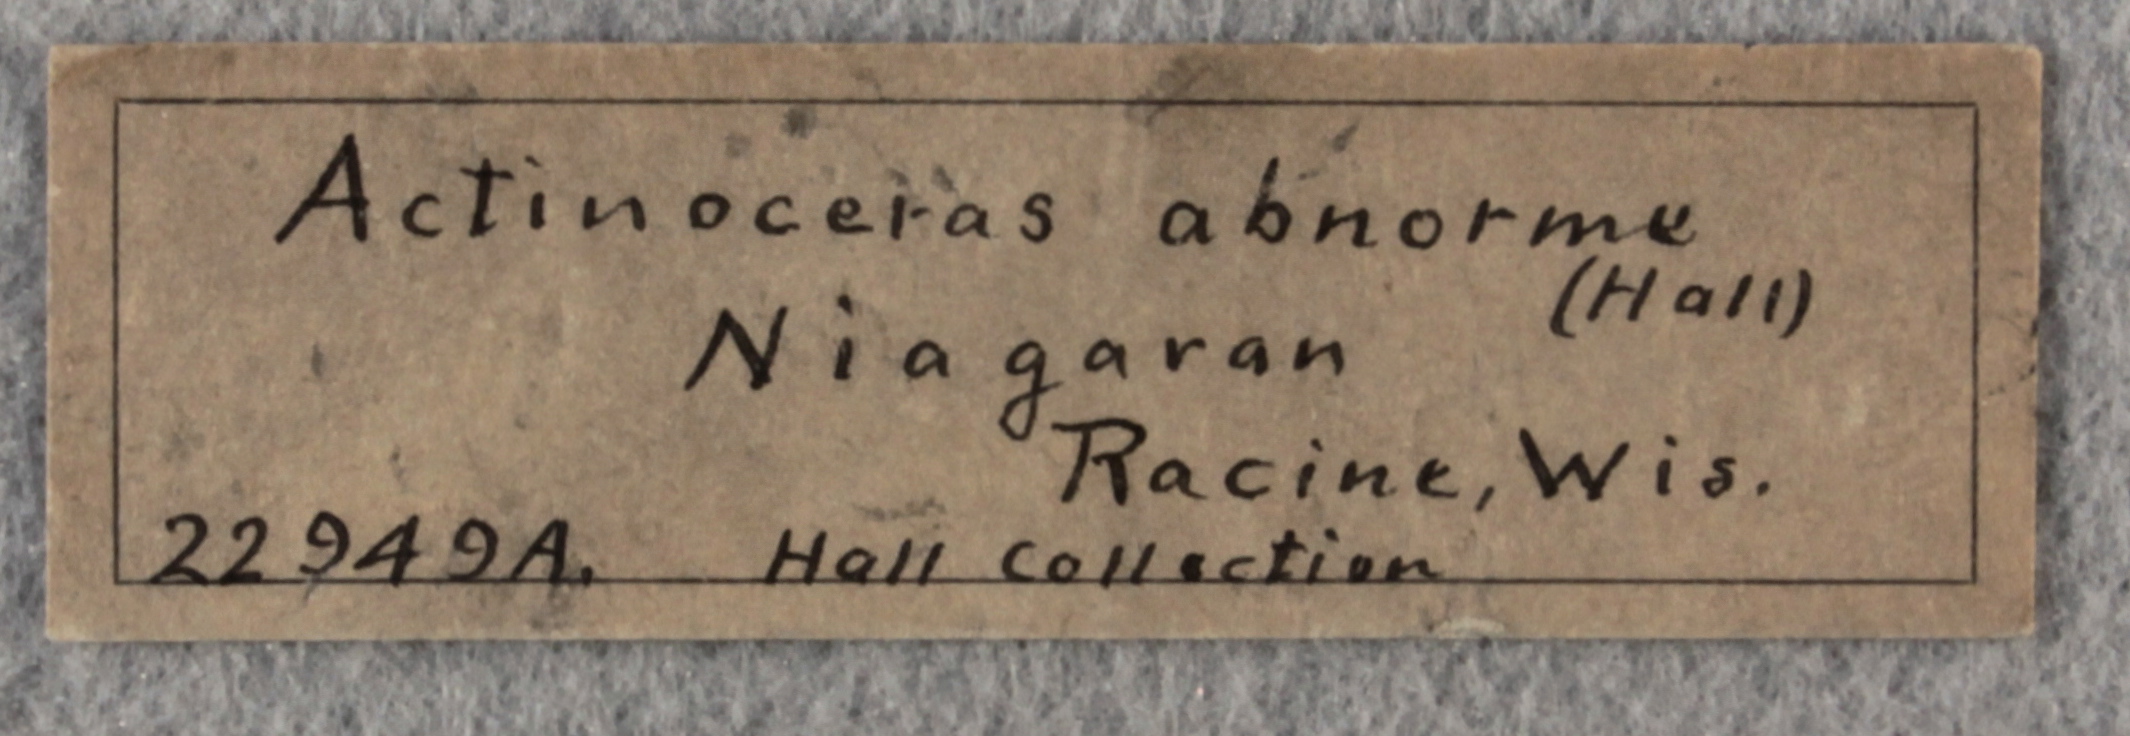 Actinoceras abnorme
(Hall)
Niagaran
Racine, Wis.
22949A. Hall Collection